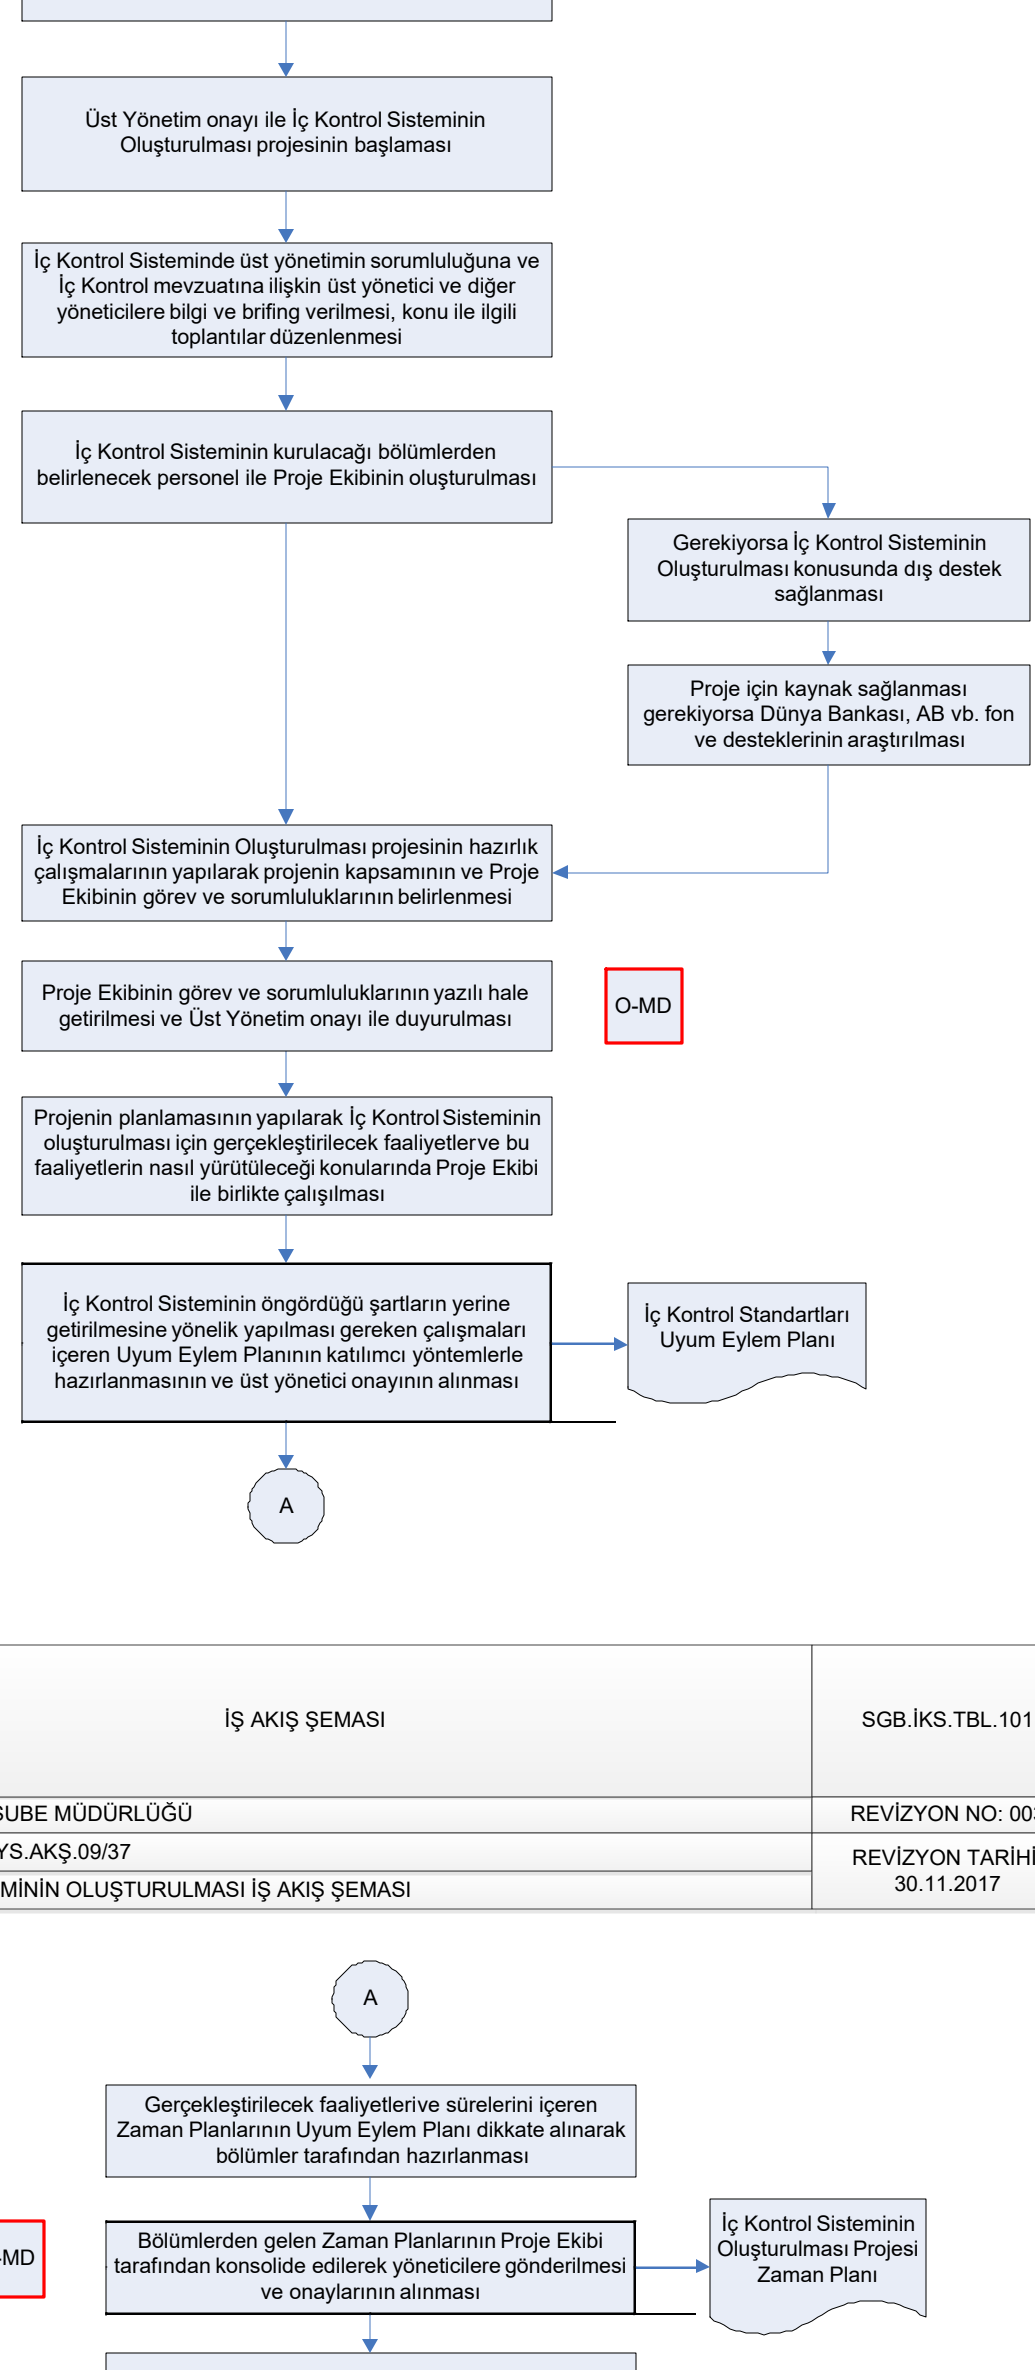 Üst Yönetim onayı ile İç Kontrol Sisteminin
Oluşturulması projesinin başlaması
İç Kontrol Sisteminde üst yönetimin sorumluluğuna ve
İç Kontrol mevzuatına ilişkin üst yönetici ve diğer
yöneticilere bilgi ve brifing verilmesi, konu ile ilgili
toplantılar düzenlenmesi
İç Kontrol Sisteminin kurulacağı bölümlerden
belirlenecek personel ile Proje Ekibinin oluşturulması
Gerekiyorsa İç Kontrol Sisteminin
Oluşturulması konusunda dış destek
sağlanması
Proje için kaynak sağlanması
gerekiyorsa Dünya Bankası, AB vb. fon
ve desteklerinin araştırılması
İç Kontrol Sisteminin Oluşturulması projesinin hazırlık
çalışmalarının yapılarak projenin kapsamının ve Proje
Ekibinin görev ve sorumluluklarının belirlenmesi
Proje Ekibinin görev ve sorumluluklarının yazılı hale
getirilmesi ve Üst Yönetim onayı ile duyurulması
O-MD
Projenin planlamasının yapılarak İç Kontrol Sisteminin
oluşturulması için gerçekleştirilecek faaliyetlerve bu
faaliyetlerin nasıl yürütüleceği konularında Proje Ekibi
ile birlikte çalışılması
İç Kontrol Sisteminin öngördüğü şartların yerine
getirilmesine yönelik yapılması gereken çalışmaları
içeren Uyum Eylem Planının katılımcı yöntemlerle
hazırlanmasının ve üst yönetici onayının alınması
İç Kontrol Standartları
Uyum Eylem Planı
A
İŞ AKIŞ ŞEMASI
SGB.İKS.TBL.101
ŞUBE MÜDÜRLÜĞÜ
REVİZYON NO: 003
YS.AKŞ.09/37
REVİZYON TARİHİ
30.11.2017
MİNİN OLUŞTURULMASI İŞ AKIŞ ŞEMASI
A
Gerçekleştirilecek faaliyetlerive sürelerini içeren
Zaman Planlarının Uyum Eylem Planı dikkate alınarak
bölümler tarafından hazırlanması
-MD
Bölümlerden gelen Zaman Planlarının Proje Ekibi
tarafından konsolide edilerek yöneticilere gönderilmesi
ve onaylarının alınması
İç Kontrol Sisteminin
Oluşturulması Projesi
Zaman Planı